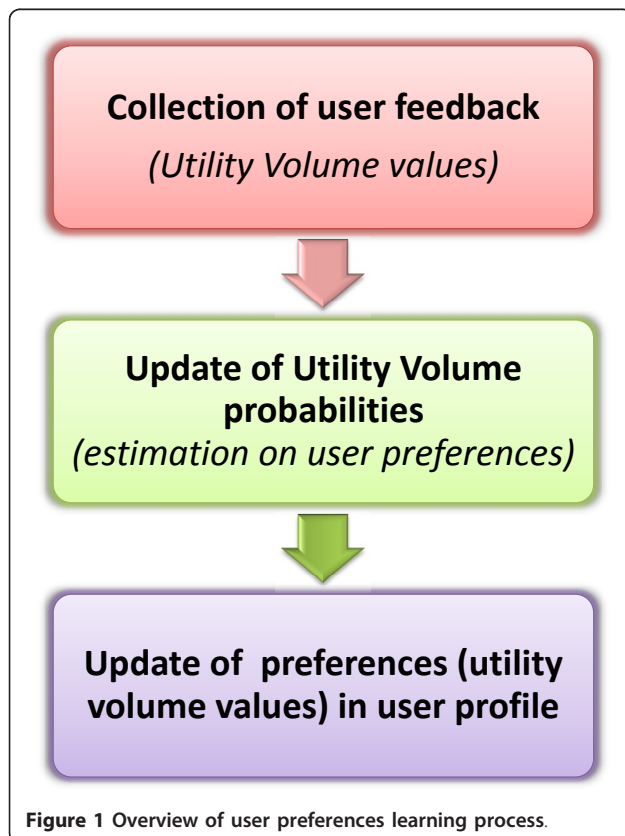 Collection of user feedback
(Utility Volume values)
Update of Utility Volume
probabilities
(estimation on user preferences)
Update of preferences (utility
volume values) in user profile
Figure 1 Overview of user preferences learning process.